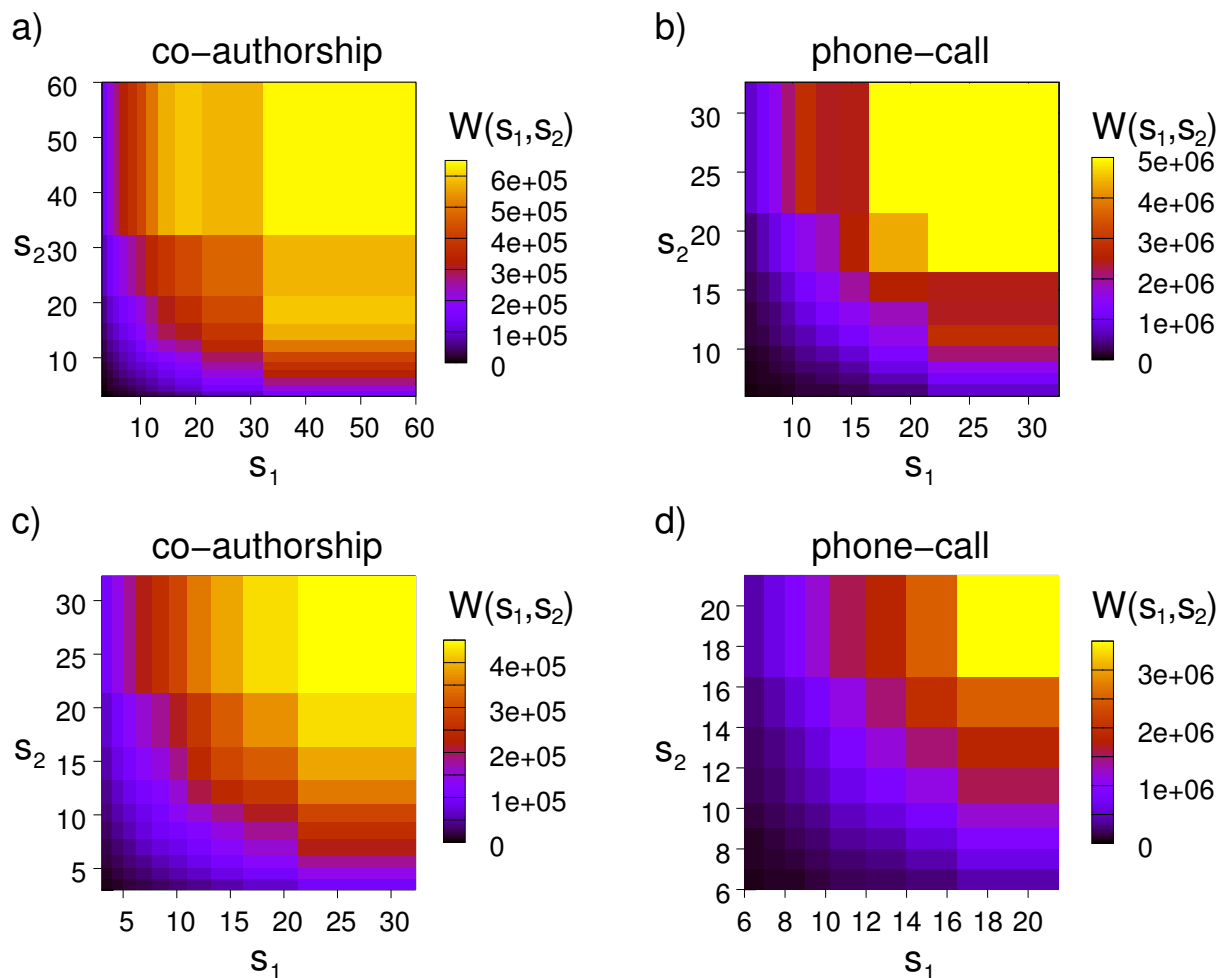 a)
co−authorship
60
50
40
30
20
10
s2
10 20 30 40 50 60
s1
W(s1,s2)
6e+05
5e+05
4e+05
3e+05
2e+05
1e+05
0
b)
phone−call
30
25
20
15
10
s2
10 15 20 25 30
s1
W(s1,s2)
5e+06
4e+06
3e+06
2e+06
1e+06
0
c)
co−authorship
30
25
20
15
10
5
s2
5 10 15 20 25 30
s1
W(s1,s2)
4e+05
3e+05
2e+05
1e+05
0
d)
phone−call
20
18
16
14
12
10
8
6
s2
6 8 10 12 14 16 18 20
s1
W(s1,s2)
3e+06
2e+06
1e+06
0